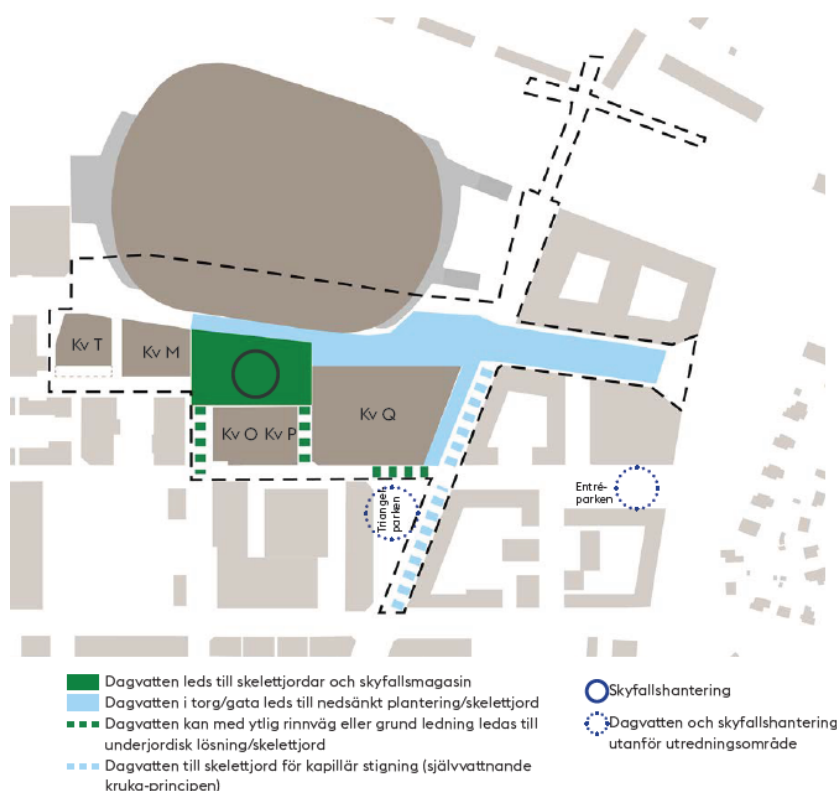 Kv T
Kv M
Kv O Kv P
Kv Q
Triangel-
parken
Entré-
parken
Dagvatten leds till skelettjordar och skyfallsmagasin
Dagvatten i torg/gata leds till nedsänkt plantering/skelettjord
Dagvatten kan med ytlig rinnväg eller grund ledning ledas till
underjordisk lösning/skelettjord
Dagvatten till skelettjord för kapillär stigning (självvattnande
kruka-principen)
Skyfallshantering
Dagvatten och skyfallshantering
utanför utredningsområde